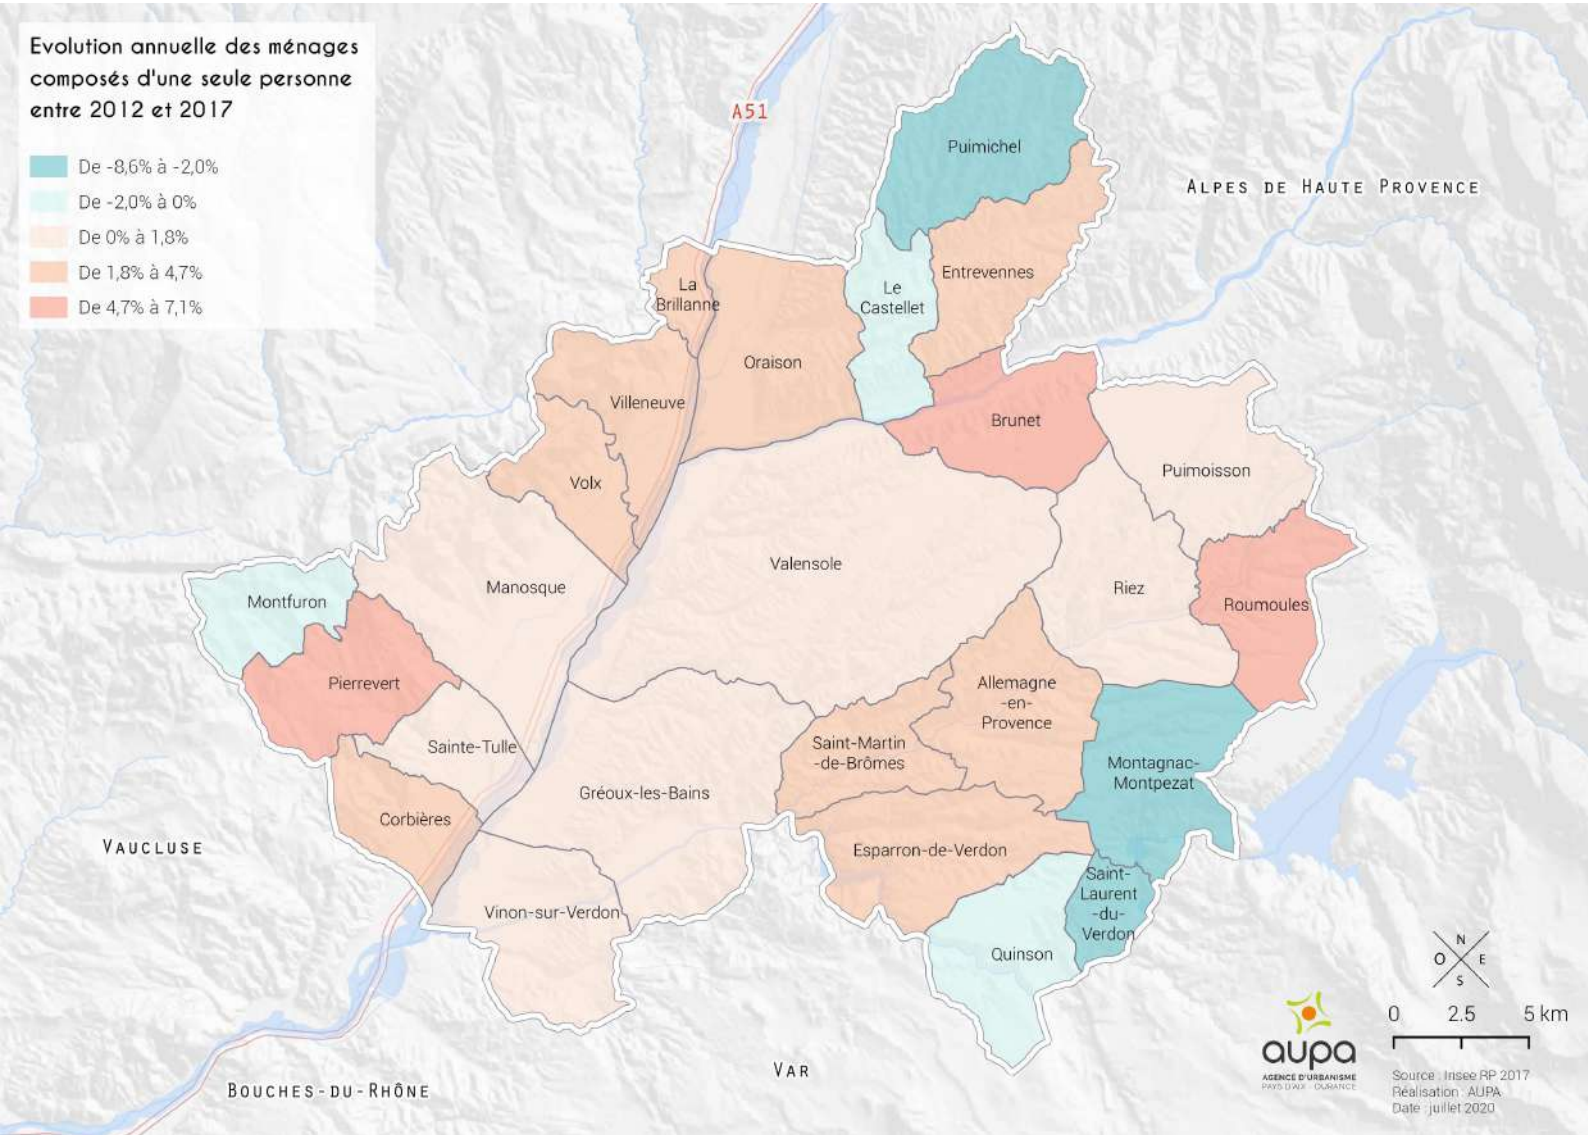 Evolution annuelle des ménages
composés d'une seule personne
entre 2012 et 2017
De -8,6% à -2,0%
De -2,0% à 0%
De 0% à 1,8%
De 1,8% à 4,7%
De 4,7% à 7,1%
A51
Puimichel
ALPES DE HAUTE PROVENCE
Entrevennes
La
Brillanne
Le
Castellet
Oraison
Villeneuve
Brunet
Puimoisson
Volx
Valensole
Manosque
Riez
Montfuron
Roumoules
Pierrevert
Allemagne
-en-
Provence
Sainte-Tulle
Saint-Martin
-de-Brômes
Montagnac-
Montpezat
Gréoux-les-Bains
Corbières
VAUCLUSE
Esparron-de-Verdon
Saint-
Laurent
-du-
Verdon
Vinon-sur-Verdon
Quinson
N
O E
S
0 2.5 5 km
aupa
AGENCE D'URBANISME
PAYS D'AIX - DURANCE
VAR
BOUCHES-DU-RHÔNE
Source : Insee RP 2017
Réalisation : AUPA
Date : juillet 2020